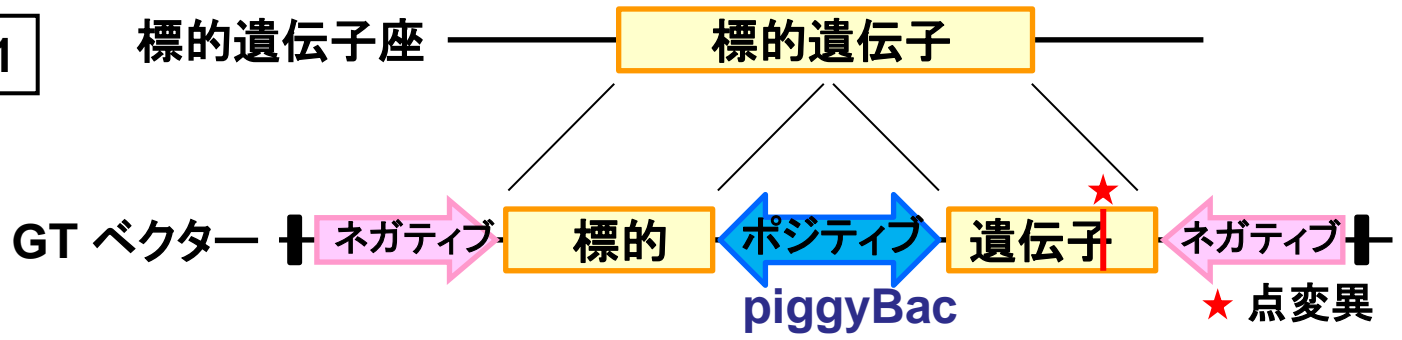 1
標的遺伝子座
標的遺伝子
★
GT ベクター
ネガティブ
標的
ポジティブ
遺伝子
ネガティブ
piggyBac
★ 点変異